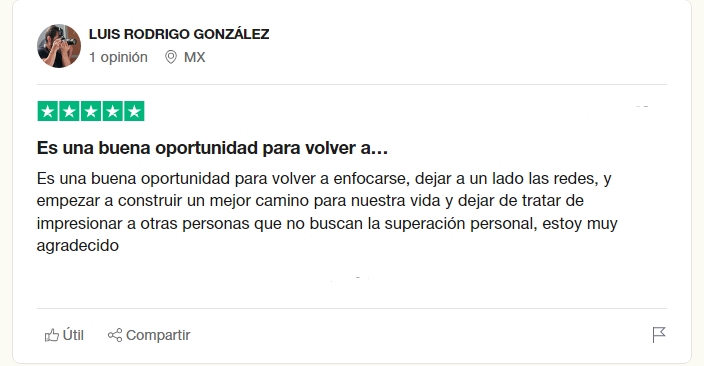 LUIS RODRIGO GONZÁLEZ
1 opinión MX
Es una buena oportunidad para volver a…
Es una buena oportunidad para volver a enfocarse, dejar a un lado las redes, y
empezar a construir un mejor camino para nuestra vida y dejar de tratar de
impresionar a otras personas que no buscan la superación personal, estoy muy
agradecido
Útil Compartir